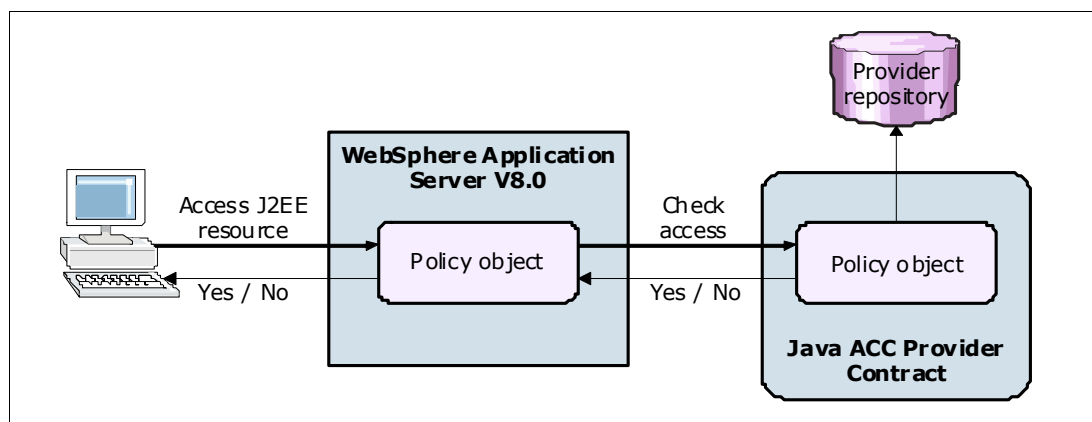 Provider
repository
WebSphere Application
Server V8.0
Access J2EE
resource
Policy object
Yes / No
Check
access
Yes / No
Policy object
Java ACC Provider
Contract